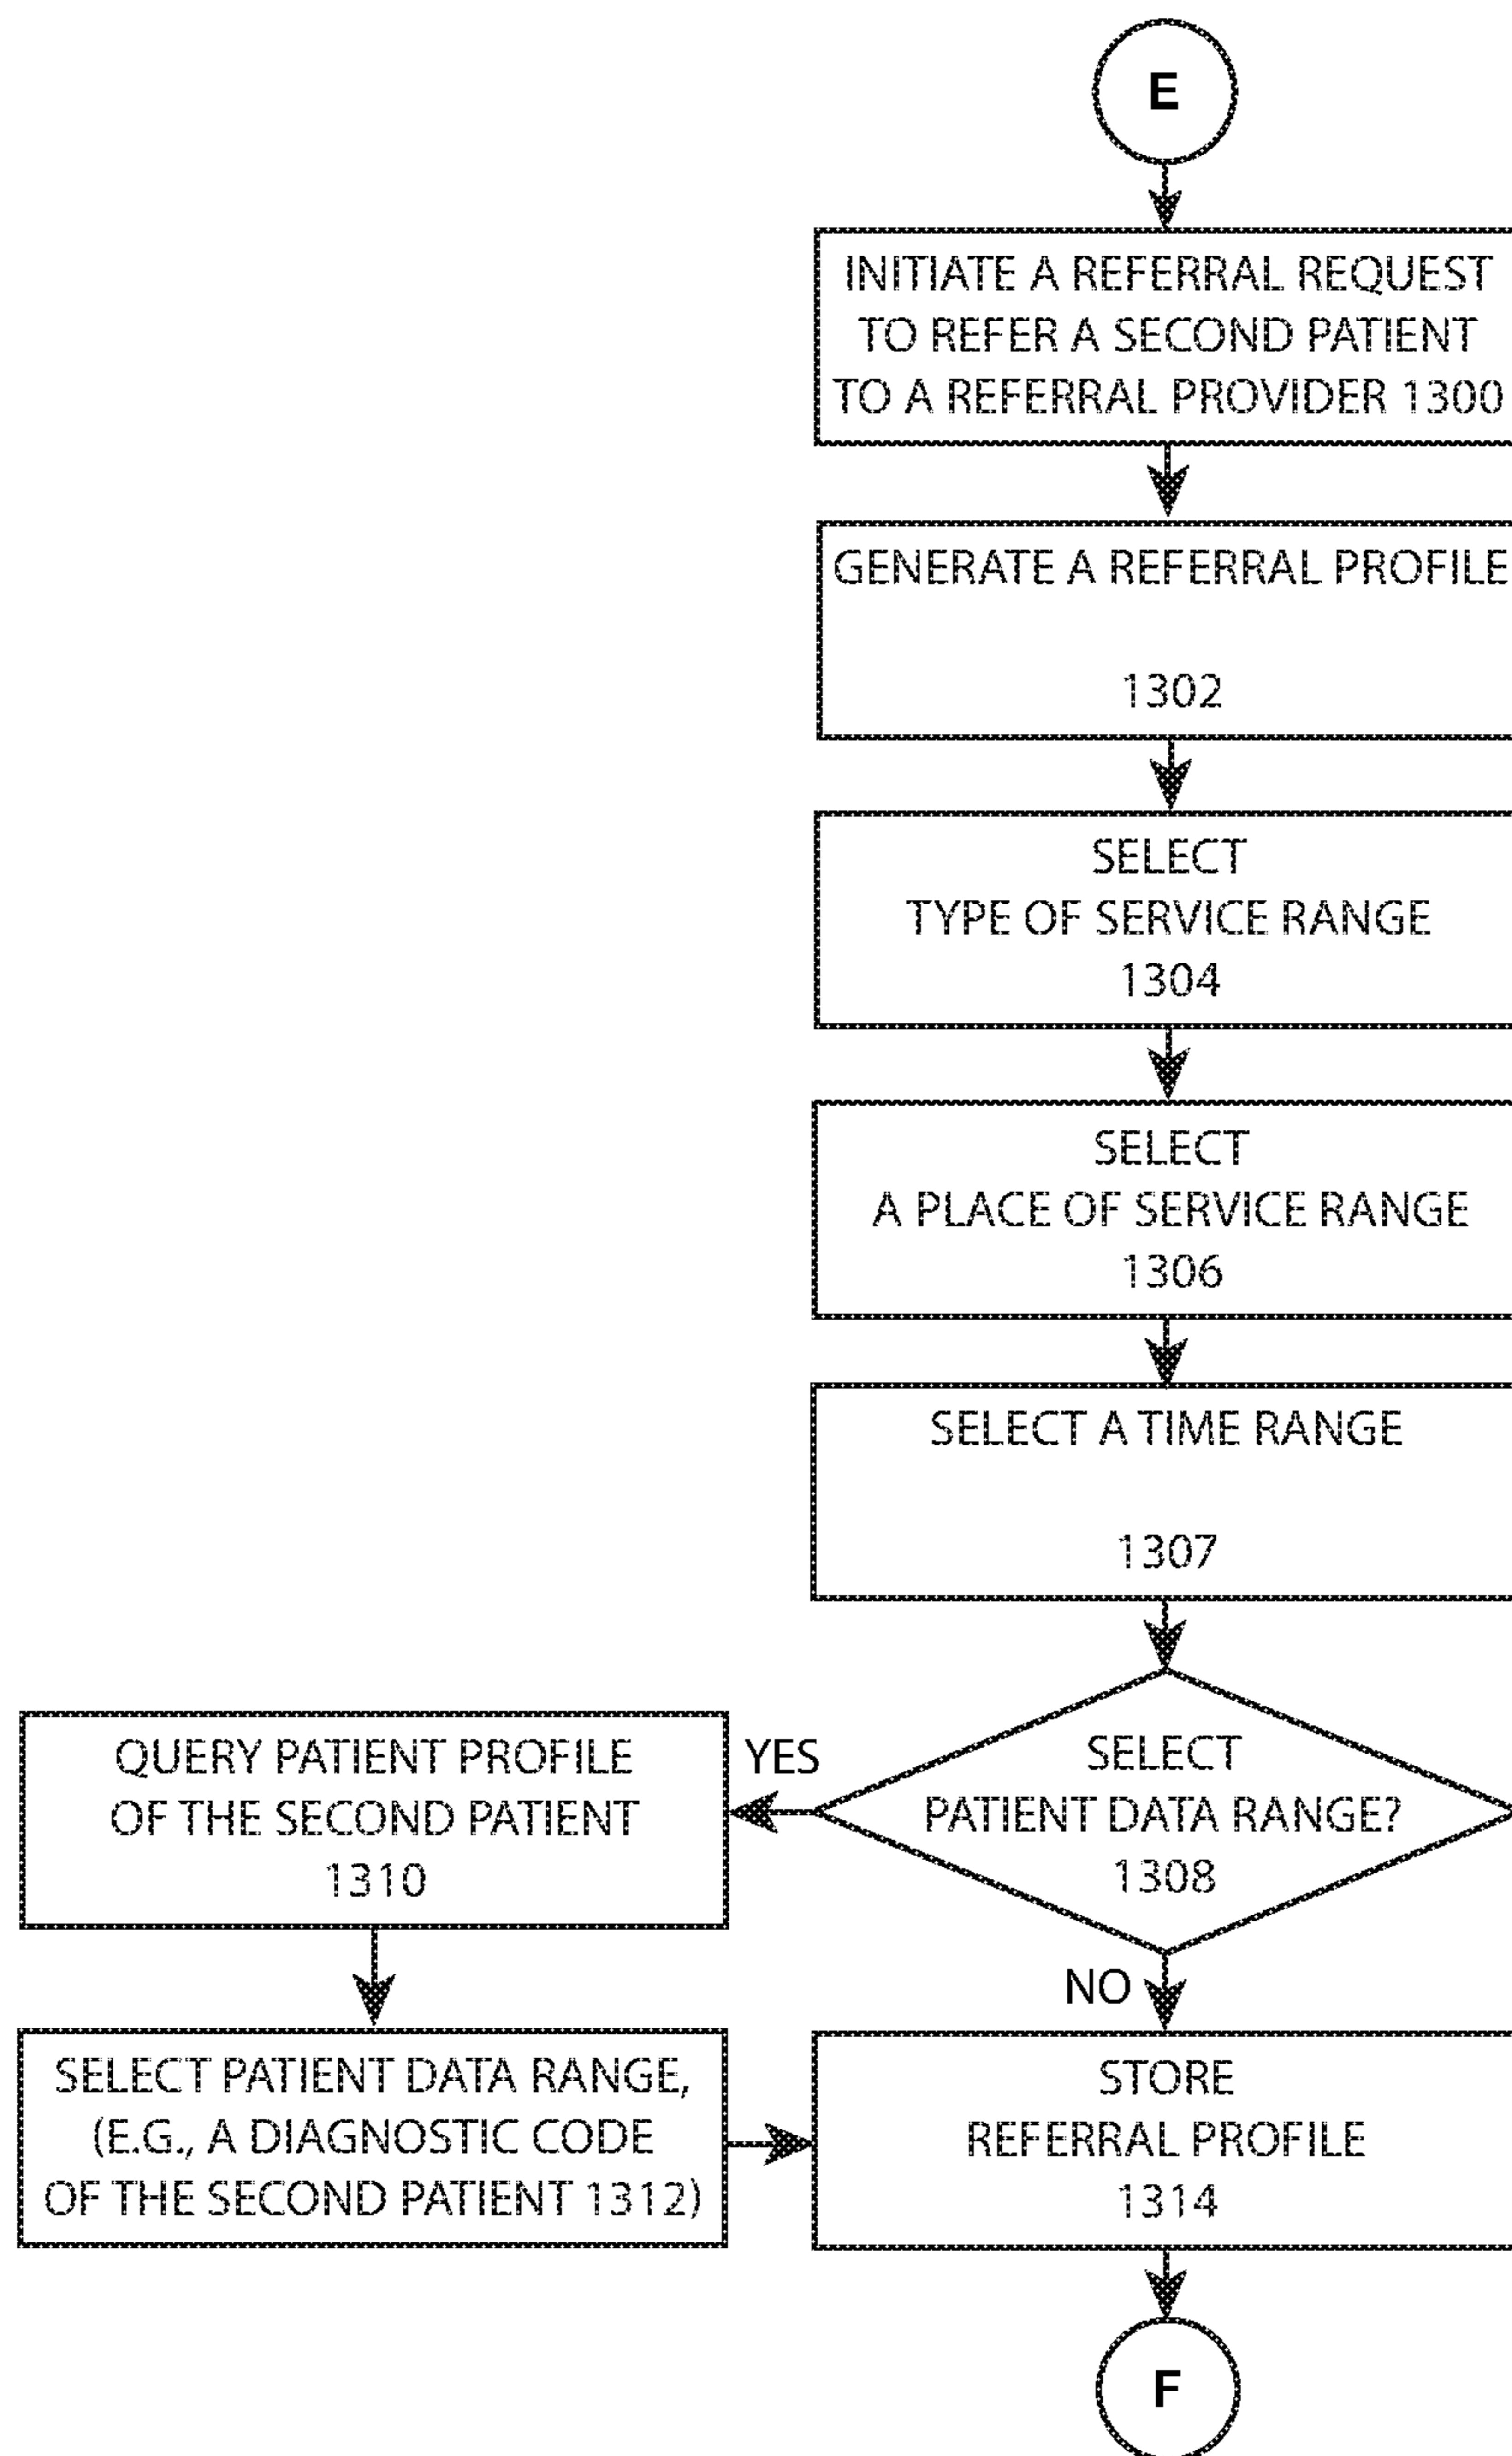 E
INITIATE A REFERRAL REQUEST
TO REFER A SECOND PATIENT
TO A REFERRAL PROVIDER 1300
GENERATE A REFERRAL PROFILE
1302
SELECT
TYPE OF SERVICE RANGE
1304
SELECT
A PLACE OF SERVICE RANGE
1306
SELECT A TIME RANGE
1307
SELECT
PATIENT DATA RANGE?
1308
YES
QUERY PATIENT PROFILE
OF THE SECOND PATIENT
1310
NO
SELECT PATIENT DATA RANGE,
(E.G., A DIAGNOSTIC CODE
OF THE SECOND PATIENT 1312)
STORE
REFERRAL PROFILE
1314
F